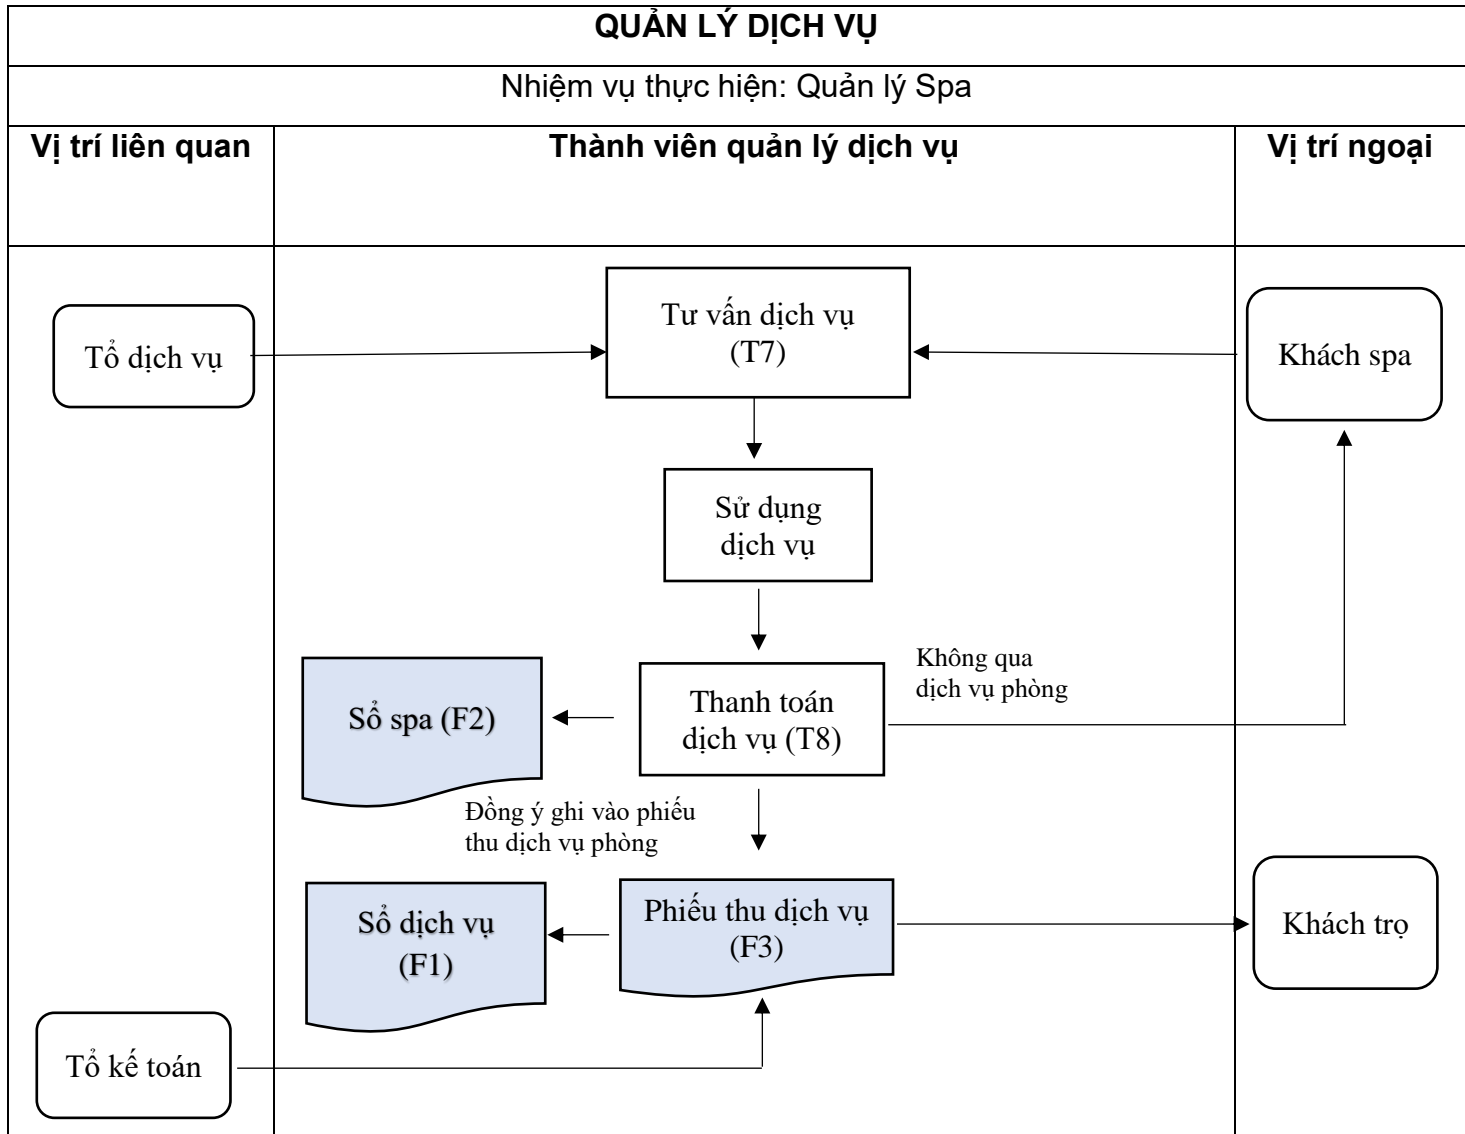 QUẢN LÝ DỊCH VỤ
Nhiệm vụ thực hiện: Quản lý Spa
Vị trí liên quan
Thành viên quản lý dịch vụ
Vị trí ngoại
Tổ dịch vụ
Tư vấn dịch vụ
(T7)
Khách spa
Sử dụng
dịch vụ
Sổ spa (F2)
Thanh toán
dịch vụ (T8)
Không qua
dịch vụ phòng
Đồng ý ghi vào phiếu
thu dịch vụ phòng
Sổ dịch vụ
(F1)
Phiếu thu dịch vụ
(F3)
Khách trọ
Tổ kế toán